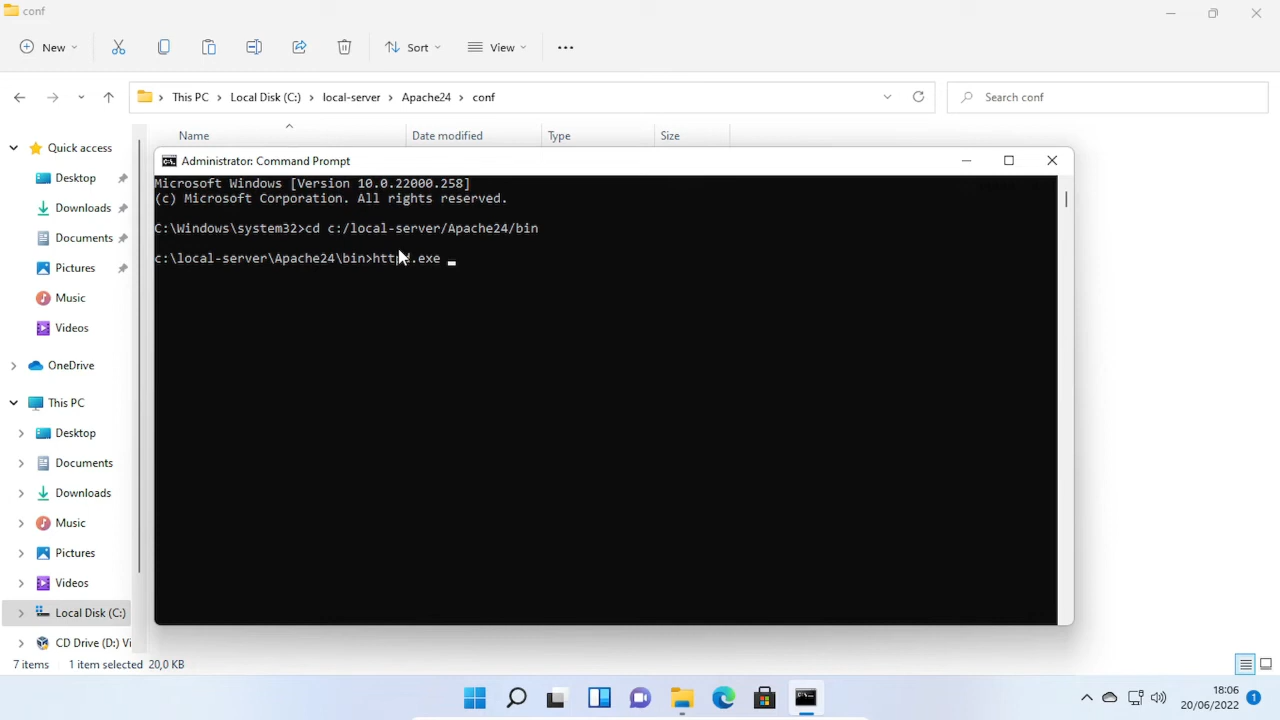 conf
New
Sort
View
This PC > Local Disk (C:) > local-server > Apache24 > conf
Search conf
Name Date modified Type Size
Quick access
Desktop
Downloads
Documents
Pictures
Music
Videos
OneDrive
This PC
Desktop
Documents
Downloads
Music
Pictures
Videos
Local Disk (C:)
CD Drive (D:) Vi
Administrator: Command Prompt
Microsoft Windows [Version 10.0.22000.258]
(c) Microsoft Corporation. All rights reserved.
C:\Windows\system32>cd c:/local-server/Apache24/bin
c:\local-server\Apache24\bin>httpd.exe
7 items 1 item selected 20,0 KB
18:06
20/06/2022
1